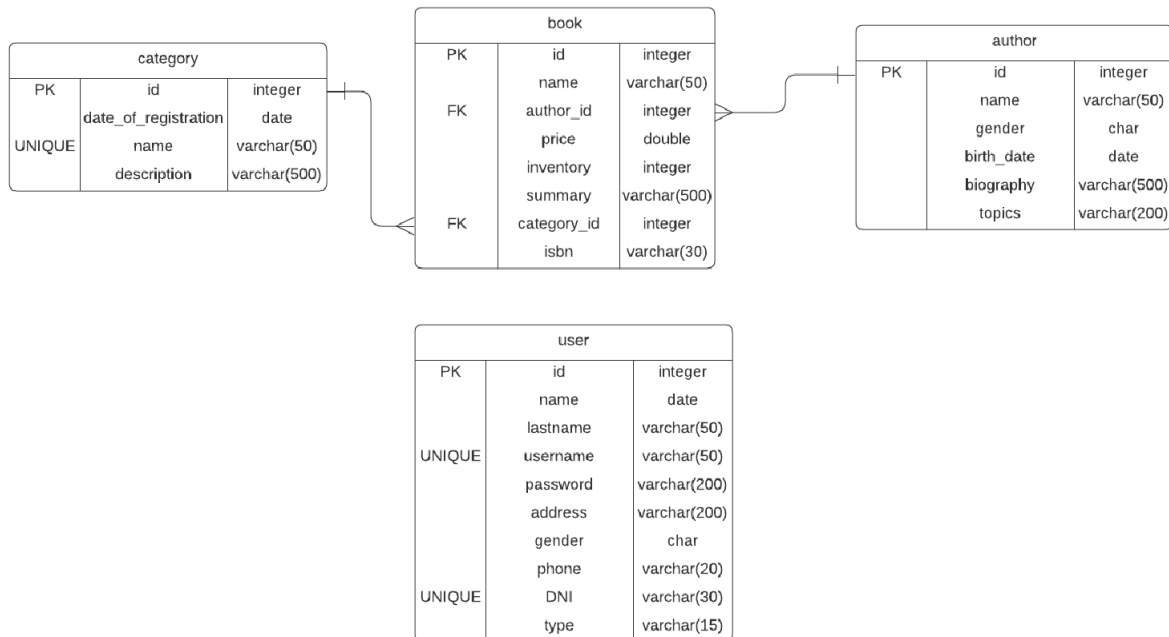 category
PK id integer
date_of_registration date
UNIQUE name varchar(50)
description varchar(500)
book
PK id integer
name varchar(50)
FK author_id integer
price double
inventory integer
summary varchar(500)
FK category_id integer
isbn varchar(30)
author
PK id integer
name varchar(50)
gender char
birth_date date
biography varchar(500)
topics varchar(200)
user
PK id integer
name date
lastname varchar(50)
UNIQUE username varchar(50)
password varchar(200)
address varchar(200)
gender char
phone varchar(20)
UNIQUE DNI varchar(30)
type varchar(15)